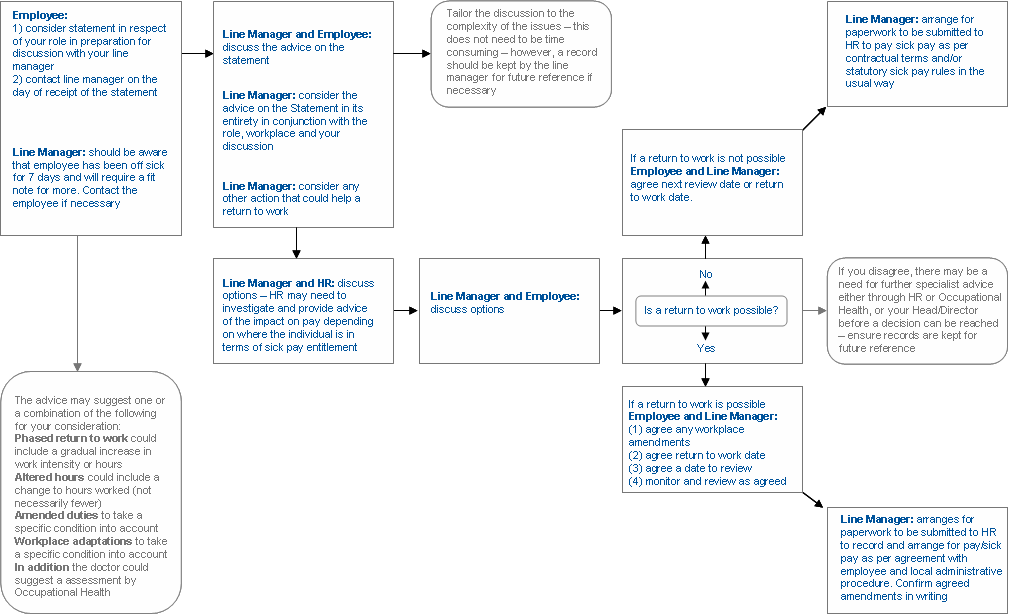 Employee:
1) consider statement in respect
of your role in preparation for
discussion with your line
manager
2) contact line manager on the
day of receipt of the statement
Line Manager: should be aware
that employee has been off sick
for 7 days and will require a fit
note for more. Contact the
employee if necessary
The advice may suggest one or
a combination of the following
for your consideration:
Phased return to work could
include a gradual increase in
work intensity or hours
Altered hours could include a
change to hours worked (not
necessarily fewer)
Amended duties to take a
specific condition into account
Workplace adaptations to take
a specific condition into account
In addition the doctor could
suggest a assessment by
Occupational Health
Line Manager and Employee:
discuss the advice on the
statement
Line Manager: consider the
advice on the Statement in its
entirety in conjunction with the
role, workplace and your
discussion
Line Manager: consider any
other action that could help a
return to work
Tailor the discussion to the
complexity of the issues – this
does not need to be time
consuming – however, a record
should be kept by the line
manager for future reference if
necessary
Line Manager and HR: discuss
options – HR may need to
investigate and provide advice
of the impact on pay depending
on where the individual is in
terms of sick pay entitlement
Line Manager and Employee:
discuss options
No
Is a return to work possible?
Yes
If you disagree, there may be a
need for further specialist advice
either through HR or Occupational
Health, or your Head/Director
before a decision can be reached
– ensure records are kept for
future reference
If a return to work is not possible
Employee and Line Manager:
agree next review date or return
to work date.
Line Manager: arrange for
paperwork to be submitted to
HR to pay sick pay as per
contractual terms and/or
statutory sick pay rules in the
usual way
If a return to work is possible
Employee and Line Manager:
(1) agree any workplace
amendments
(2) agree return to work date
(3) agree a date to review
(4) monitor and review as agreed
Line Manager: arranges for
paperwork to be submitted to HR
to record and arrange for pay/sick
pay as per agreement with
employee and local administrative
procedure. Confirm agreed
amendments in writing